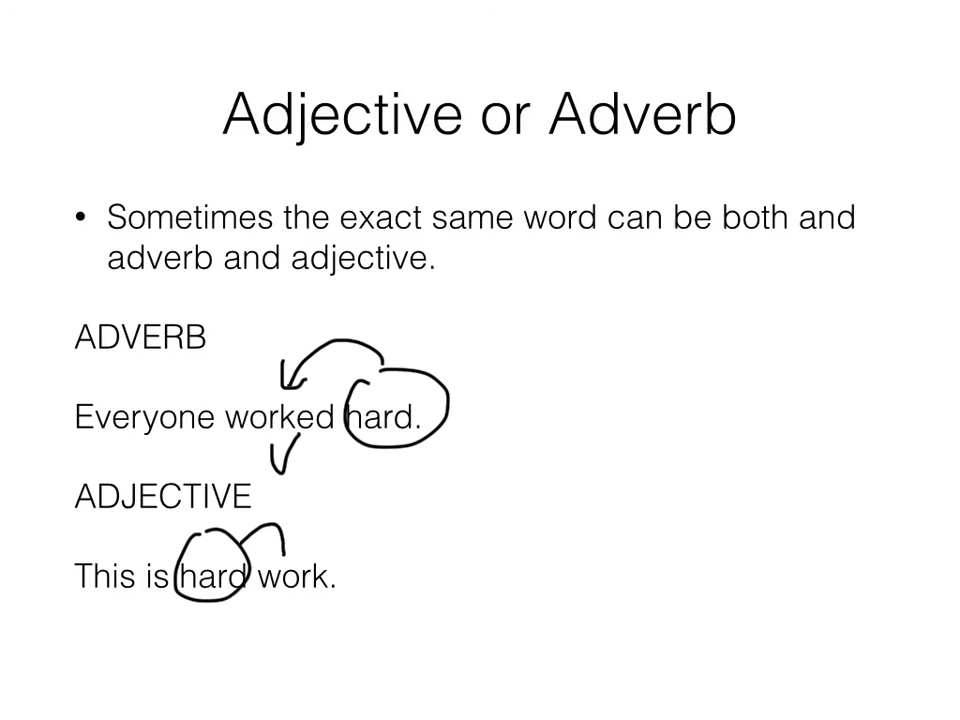 Adjective or Adverb
• Sometimes the exact same word can be both and
adverb and adjective.
ADVERB
Everyone worked hard.
V
ADJECTIVE
This is hard work.